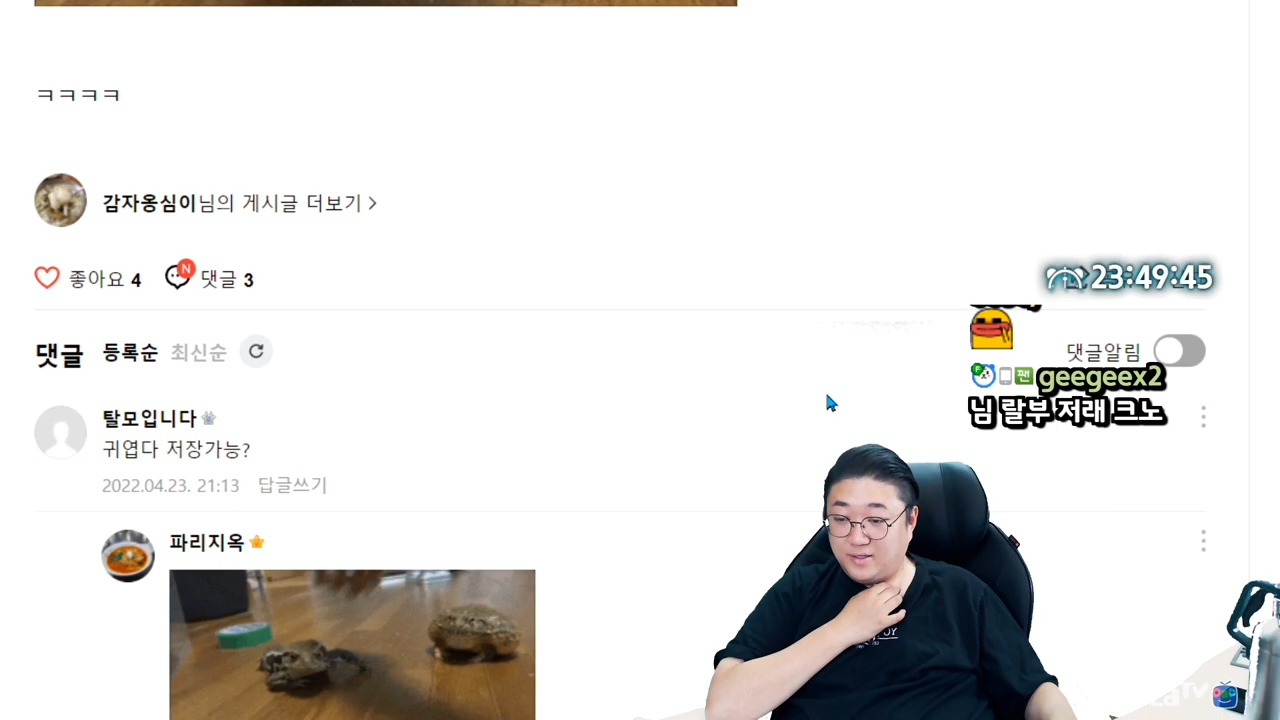 ㅋㅋㅋㅋ
감자옹심이님의 게시글 더보기 >
좋아요 4
N
댓글 3
23:49:45
댓글 등록순 최신순
댓글알림
팬 geegeex2
님 랄부 저래 크노
탈모입니다
귀엽다 저장가능?
2022.04.23. 21:13 답글쓰기
파리지옥